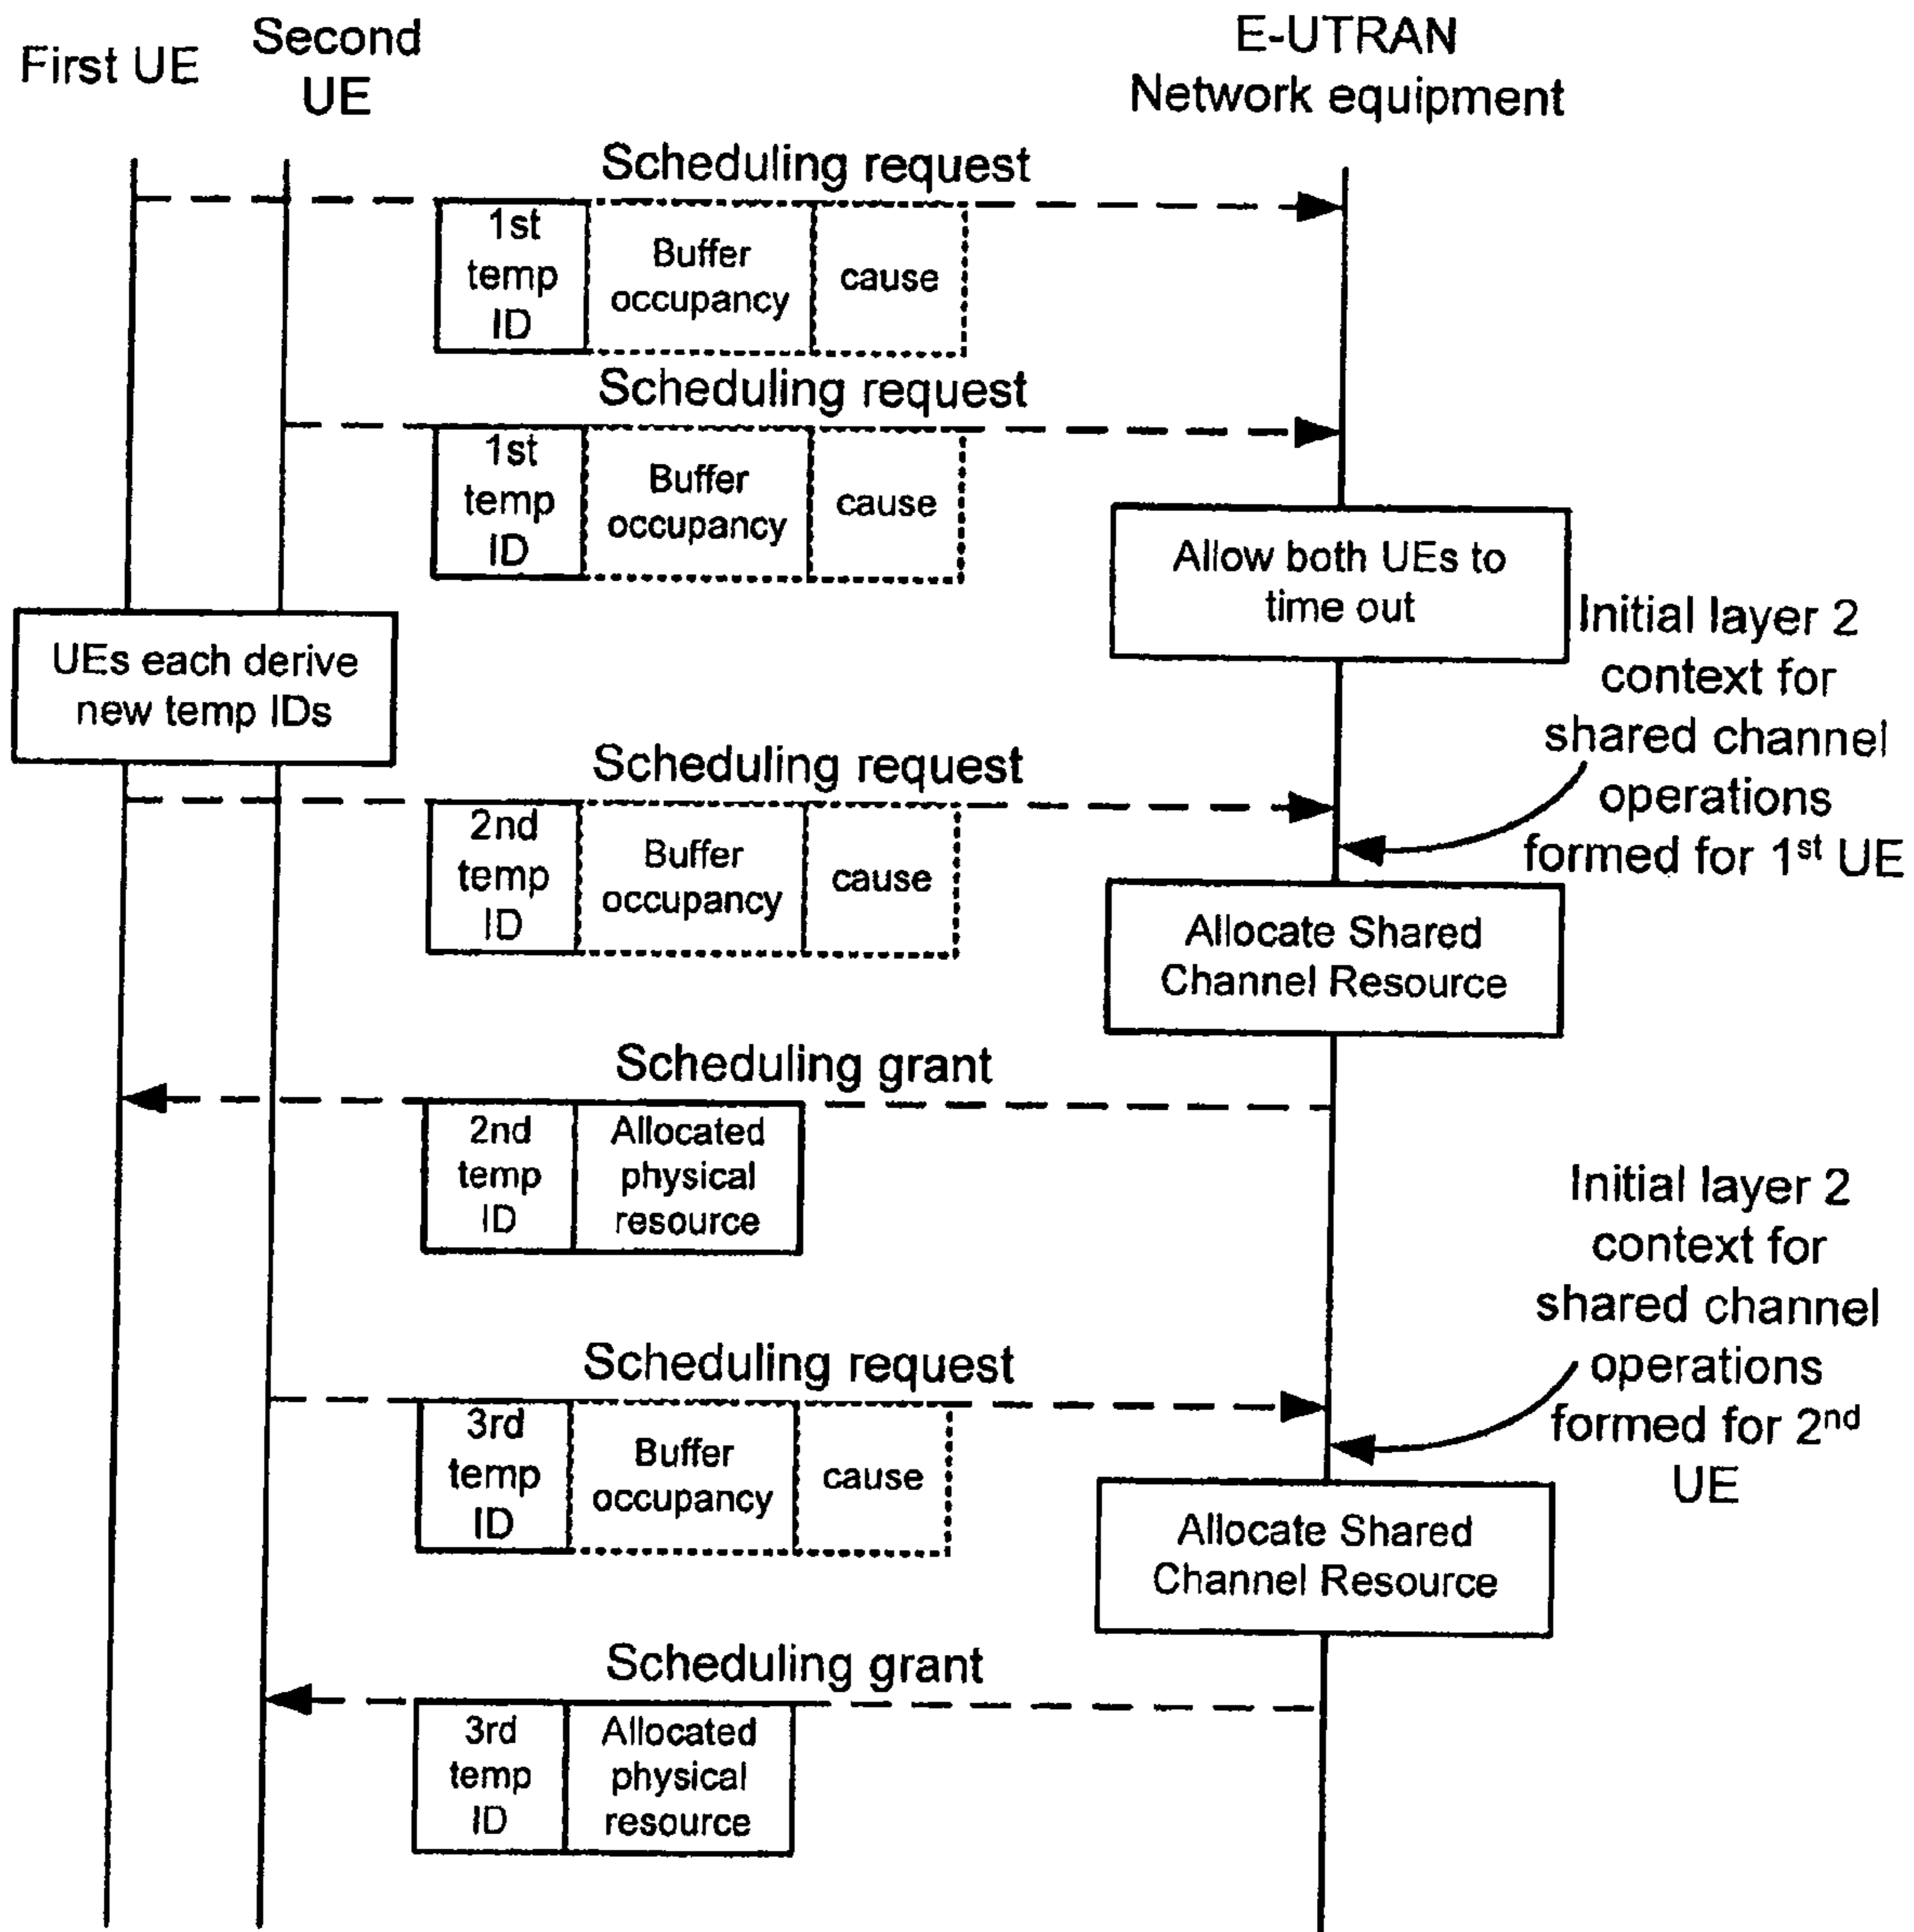 First UE
Second
UE
E-UTRAN
Network equipment
Scheduling request
1st
temp
ID
Buffer
occupancy
cause
Scheduling request
1st
temp
ID
Buffer
occupancy
cause
Allow both UEs to
time out
UEs each derive
new temp IDs
Initial layer 2
context for
shared channel
operations
formed for 1st UE
Scheduling request
2nd
temp
ID
Buffer
occupancy
cause
Allocate Shared
Channel Resource
Scheduling grant
2nd
temp
ID
Allocated
physical
resource
Initial layer 2
context for
shared channel
operations
formed for 2nd
UE
Scheduling request
3rd
temp
ID
Buffer
occupancy
cause
Allocate Shared
Channel Resource
Scheduling grant
3rd
temp
ID
Allocated
physical
resource